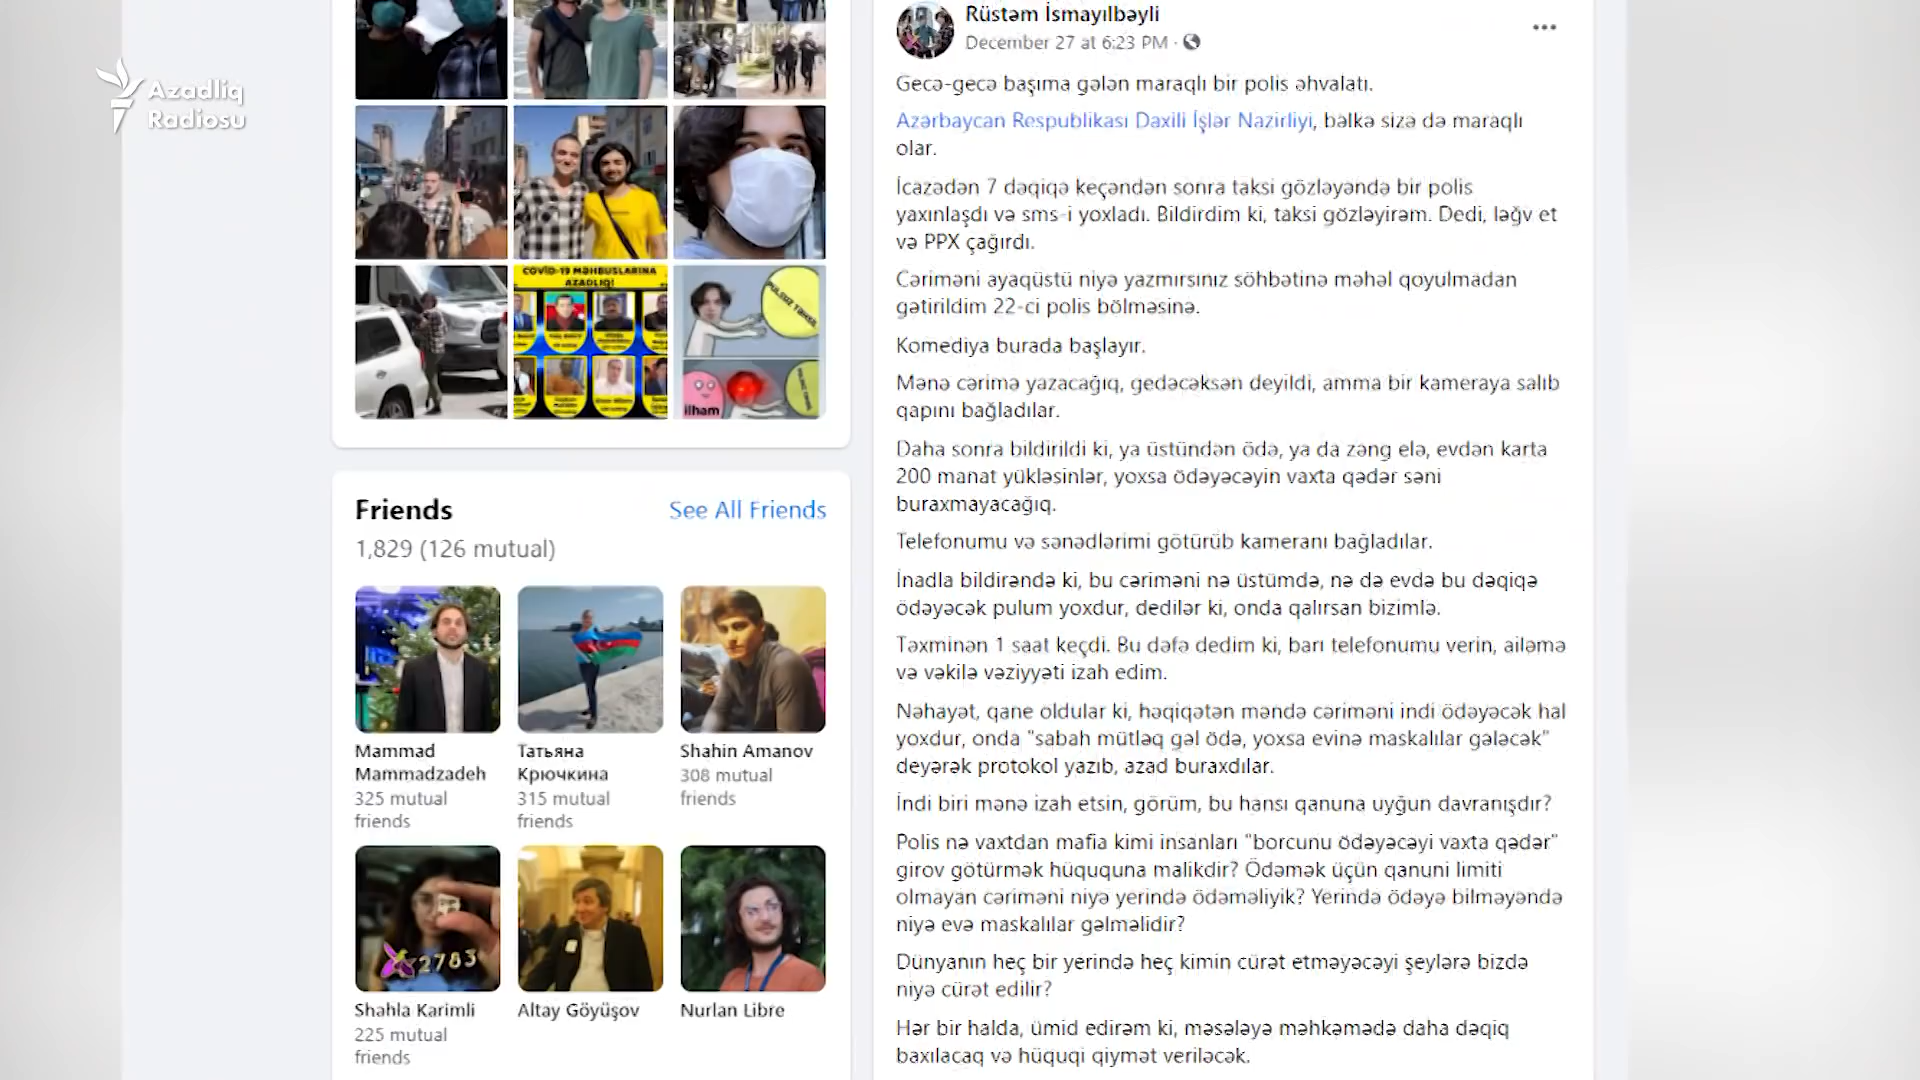 Azadlıq
Radiosu
COVİD-19 MƏHBUSLARINA
AZADLIQ!
PULSUZ TƏHSİL
ilham
Friends
See All Friends
1,829 (126 mutual)
Mammad
Mammadzadeh
325 mutual
friends
Татьяна
Крючкина
315 mutual
friends
Shahin Amanov
308 mutual
friends
2783
Shahla Karimli
225 mutual
friends
Altay Göyüşov
Nurlan Libre
Rüstəm İsmayılbəyli
December 27 at 6:23 PM ·
Gecə-gecə başıma gələn maraqlı bir polis əhvalatı.
Azərbaycan Respublikası Daxili İşlər Nazirliyi, bəlkə sizə də maraqlı
olar.
İcazədən 7 dəqiqə keçəndən sonra taksi gözləyəndə bir polis
yaxınlaşdı və sms-i yoxladı. Bildirdim ki, taksi gözləyirəm. Dedi, ləğv et
və PPX çağırdı.
Cəriməni ayaqüstü niyə yazmırsınız söhbətinə məhəl qoyulmadan
gətirildim 22-ci polis bölməsinə.
Komediya burada başlayır.
Mənə cərimə yazacağıq, gedəcəksən deyildi, amma bir kameraya salıb
qapını bağladılar.
Daha sonra bildirildi ki, ya üstündən ödə, ya da zəng elə, evdən karta
200 manat yükləsinlər, yoxsa ödəyəcəyin vaxta qədər səni
buraxmayacağıq.
Telefonumu və sənədlərimi götürüb kameranı bağladılar.
İnadla bildirəndə ki, bu cəriməni nə üstümdə, nə də evdə bu dəqiqə
ödəyəcək pulum yoxdur, dedilər ki, onda qalırsan bizimlə.
Təxminən 1 saat keçdi. Bu dəfə dedim ki, barı telefonumu verin, ailəmə
və vəkilə vəziyyəti izah edim.
Nəhayət, qane oldular ki, həqiqətən məndə cəriməni indi ödəyəcək hal
yoxdur, onda "sabah mütləq gəl ödə, yoxsa evinə maskalılar gələcək"
deyərək protokol yazıb, azad buraxdılar.
İndi biri mənə izah etsin, görüm, bu hansı qanuna uyğun davranışdır?
Polis nə vaxtdan mafia kimi insanları "borcunu ödəyəcəyi vaxta qədər"
girov götürmək hüququna malikdir? Ödəmək üçün qanuni limiti
olmayan cəriməni niyə yerində ödəməliyik? Yerində ödəyə bilməyəndə
niyə evə maskalılar gəlməlidir?
Dünyanın heç bir yerində heç kimin cürət etməyəcəyi şeylərə bizdə
niyə cürət edilir?
Hər bir halda, ümid edirəm ki, məsələyə məhkəmədə daha dəqiq
baxılacaq və hüquqi qiymət veriləcək.